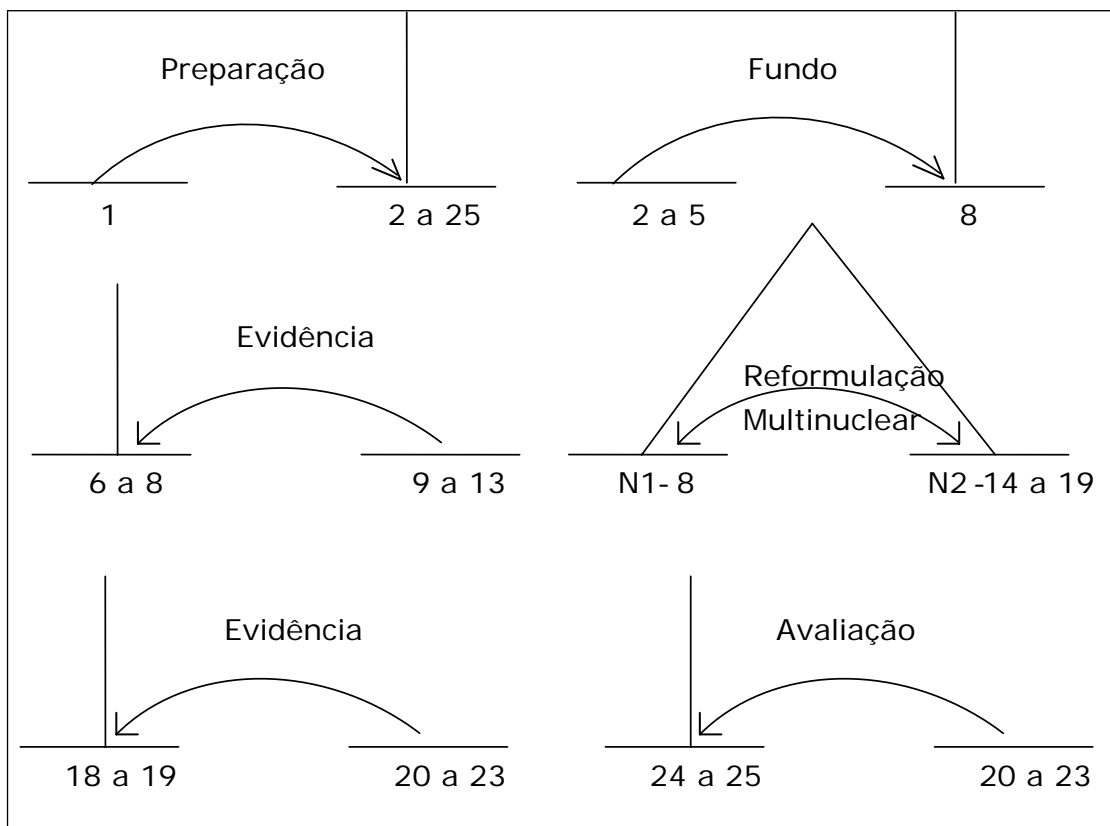 Preparação
1
2 a 25
Fundo
2 a 5
8
Evidência
6 a 8
9 a 13
Reformulação
Multinuclear
N1- 8
N2 -14 a 19
Evidência
18 a 19
20 a 23
Avaliação
24 a 25
20 a 23